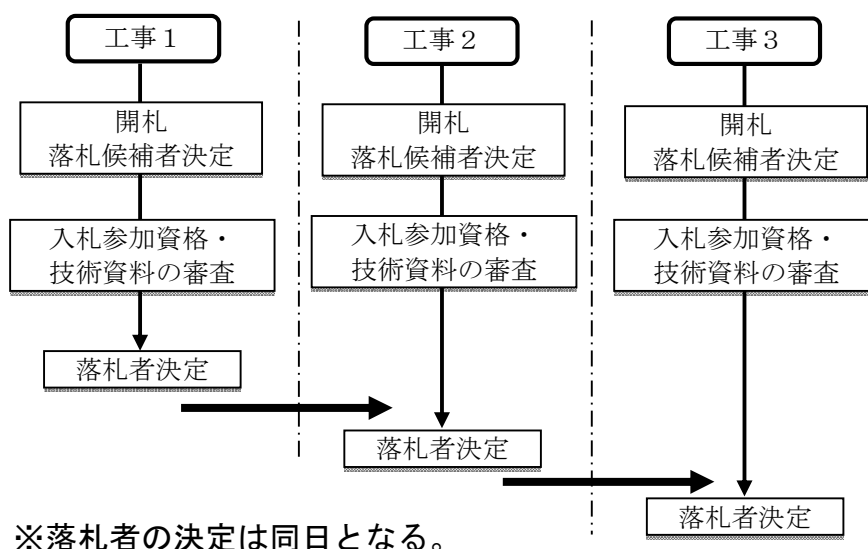 工事1
開札
落札候補者決定
入札参加資格・
技術資料の審査
落札者決定
工事2
開札
落札候補者決定
入札参加資格・
技術資料の審査
落札者決定
工事3
開札
落札候補者決定
入札参加資格・
技術資料の審査
落札者決定
※落札者の決定は同日となる。